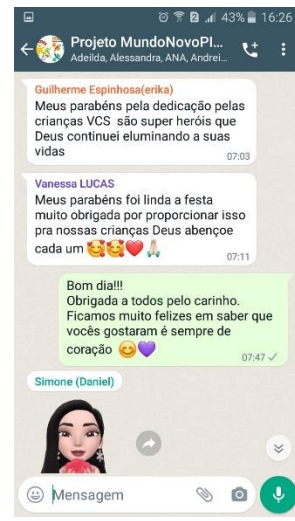 43% 16:26
Projeto MundoNovoPl...
Adeilda, Alessandra, ANA, Andrei...
Guilherme Espinhosa(erika)
Meus parabéns pela dedicação pelas
crianças VCS são super heróis que
Deus continuei eluminando a suas
vidas
07:03
Vanessa LUCAS
Meus parabéns foi linda a festa
muito obrigada por proporcionar isso
pra nossas crianças Deus abençoe
cada um 🥰🥰❤️🙏🏻
07:11
Bom dia!!!
Obrigada a todos pelo carinho.
Ficamos muito felizes em saber que
vocês gostaram é sempre de
coração 😊💜
07:47
Simone (Daniel)
Mensagem